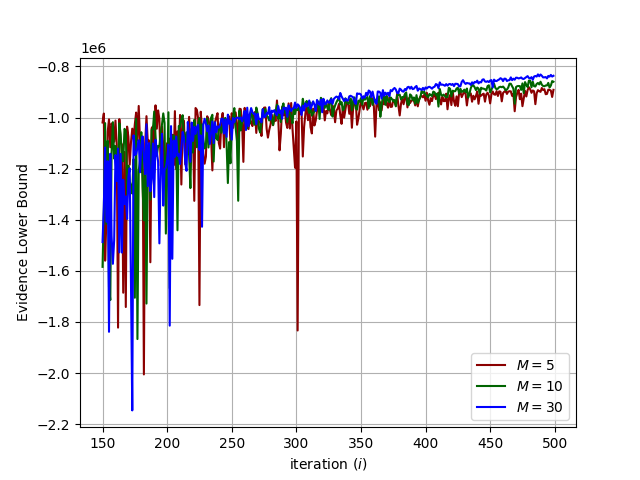 1e6
−0.8
−1.0
−1.2
−1.4
−1.6
−1.8
−2.0
−2.2
Evidence Lower Bound
M = 5
M = 10
M = 30
150 200 250 300 350 400 450 500
iteration (i)